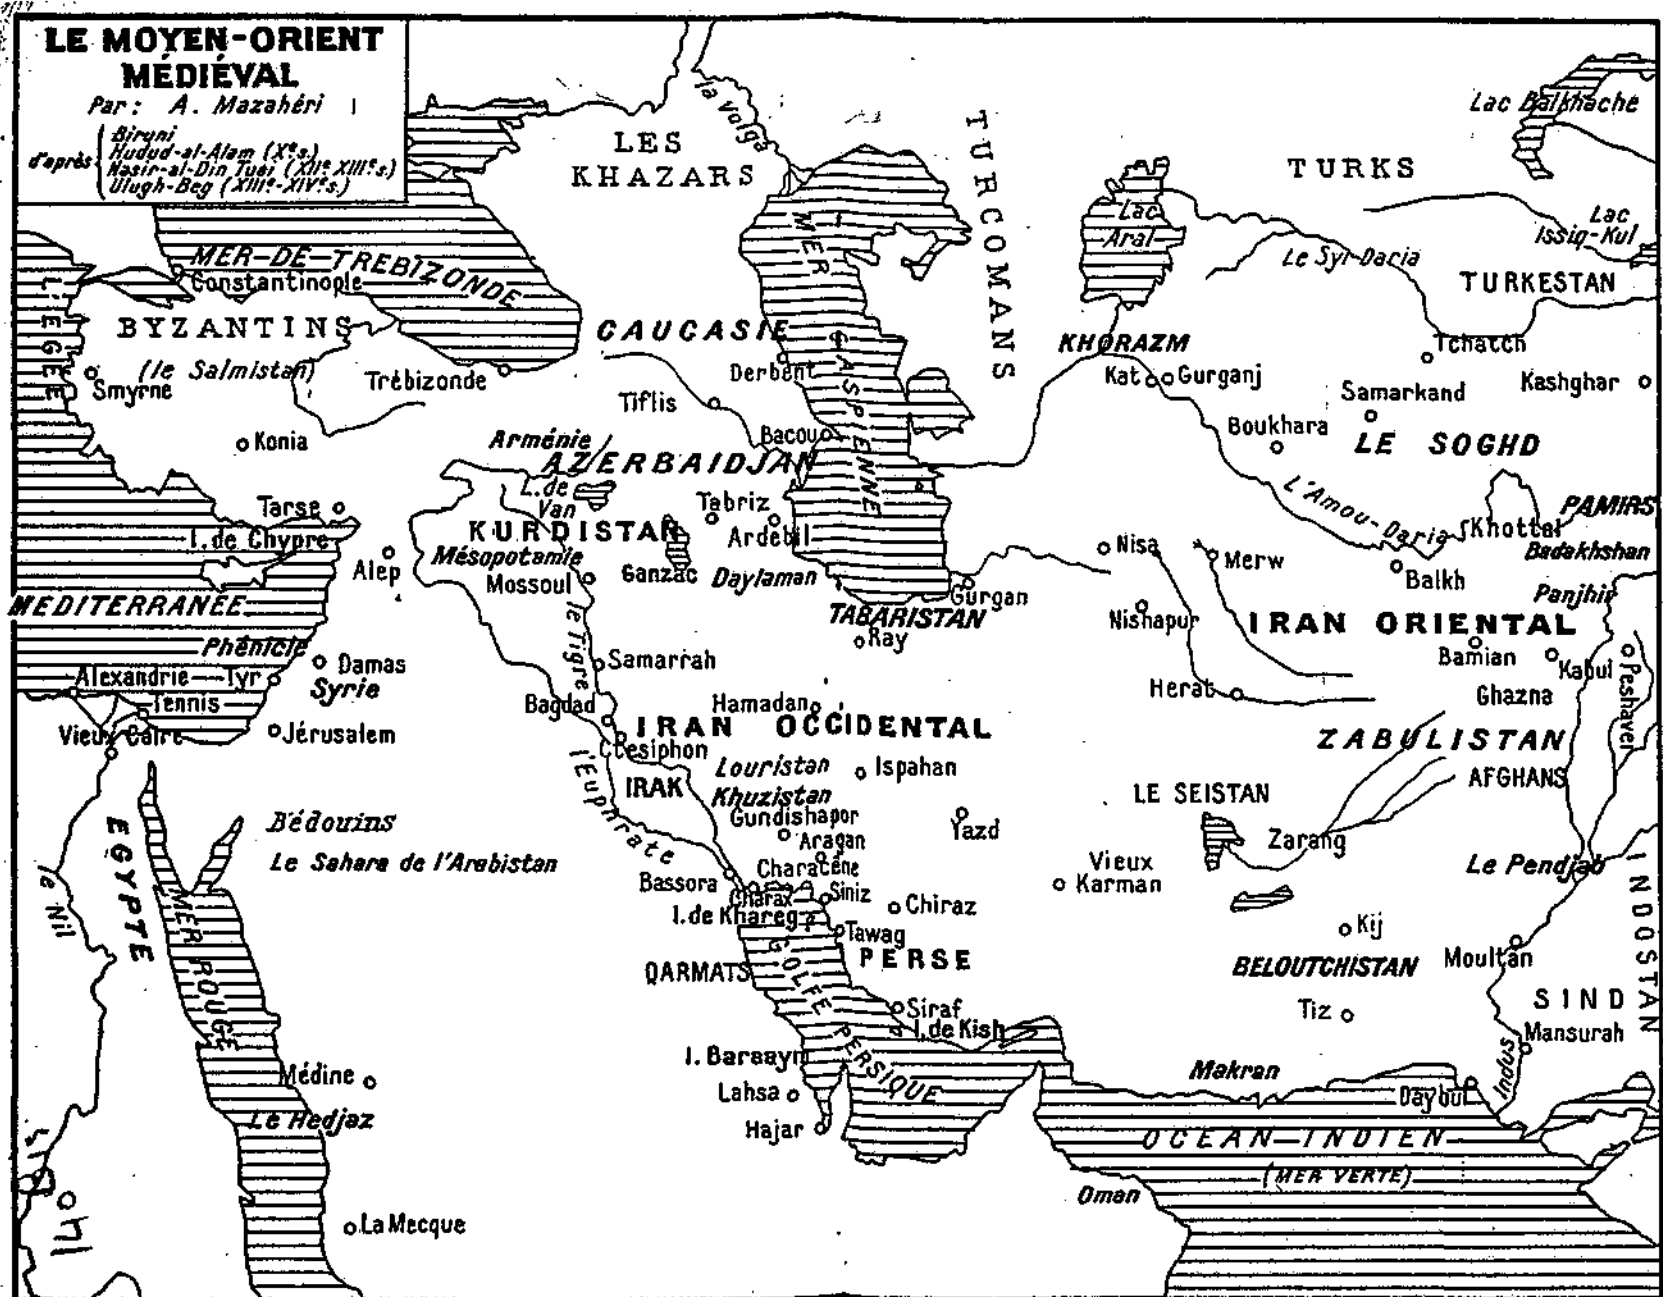 LE MOYEN-ORIENT
MÉDIÉVAL
Par : A. Mazahéri
d'après
Biruni
Hudud-al-Alam (Xe s.)
Nasir-al-Din Tusi (XIIe XIIIe s.)
Ulugh-Beg (XIIIe-XIVe s.)
la Volga
LES
KHAZARS
TURCOMANS
Lac Balkhache
TURKS
Lac
Aral
Lac
Issiq-Kul
Le Syr-Daria
TURKESTAN
MER-DE-TREBIZONDE
Constantinople
L'EGEE
BYZANTINS
(le Salmistan)
Smyrne
Trébizonde
Konia
CAUCASIE
MER CASPIENNE
Derbent
Tiflis
Bacou
KHORAZM
Kat
Gurganj
Tchatch
Samarkand
Kashghar
Boukhara
LE SOGHD
Arménie
AZERBAIDJAN
L. de
Van
Tabriz
Ardebil
KURDISTAN
Tarse
I. de Chypre
Alep
Mésopotamie
Mossoul
Ganzac
Daylaman
L'Amou-Daria
Khottal
PAMIRS
Badakhshan
Nisa
Merw
Balkh
Panjhir
MEDITERRANÉE
TABARISTAN
Gurgan
Ray
Nishapur
IRAN ORIENTAL
Bamian
Kabul
Peshaver
Phénicie
Damas
Syrie
Alexandrie
Tyr
Tennis
Vieux Caire
Jérusalem
le Tigre
Samarrah
Bagdad
Ctesiphon
Hamadan
IRAN OCCIDENTAL
Herat
Ghazna
ZABULISTAN
AFGHANS
l'Euphrate
IRAK
Louristan
Ispahan
Khuzistan
Gundishapor
Aragan
Yazd
LE SEISTAN
Zarang
EGYPTE
Bédouins
Le Sahara de l'Arabistan
Characène
Bassora
Charax
Siniz
I. de Khareg
Chiraz
Tawag
Vieux
Karman
Le Pendjab
INDOSTAN
le Nil
MER ROUGE
QARMATS
PERSE
GOLFE PERSIQUE
Kij
BELOUTCHISTAN
Moultan
Tiz
SIND
Mansurah
Siraf
I. de Kish
Médine
Le Hedjaz
Lahsa
Hajar
Makran
Daybul
Indus
OCEAN-INDIEN
(MER VERTE)
Oman
La Mecque